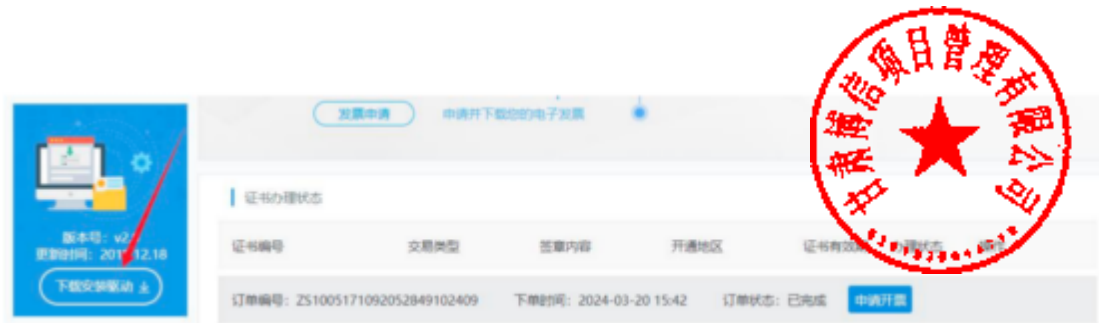 甘肃博信项目管理有限公司
发票申请
申请并下载您的电子发票
证书办理状态
版本号：
更新时间：
下载安装驱动
证书编号 交易类型 签章内容 开通地区 证书有效期 办理状态 操作
订单编号：ZS1005171092052849102409 下单时间：2024-03-20 15:42 订单状态：已完成 申请开票